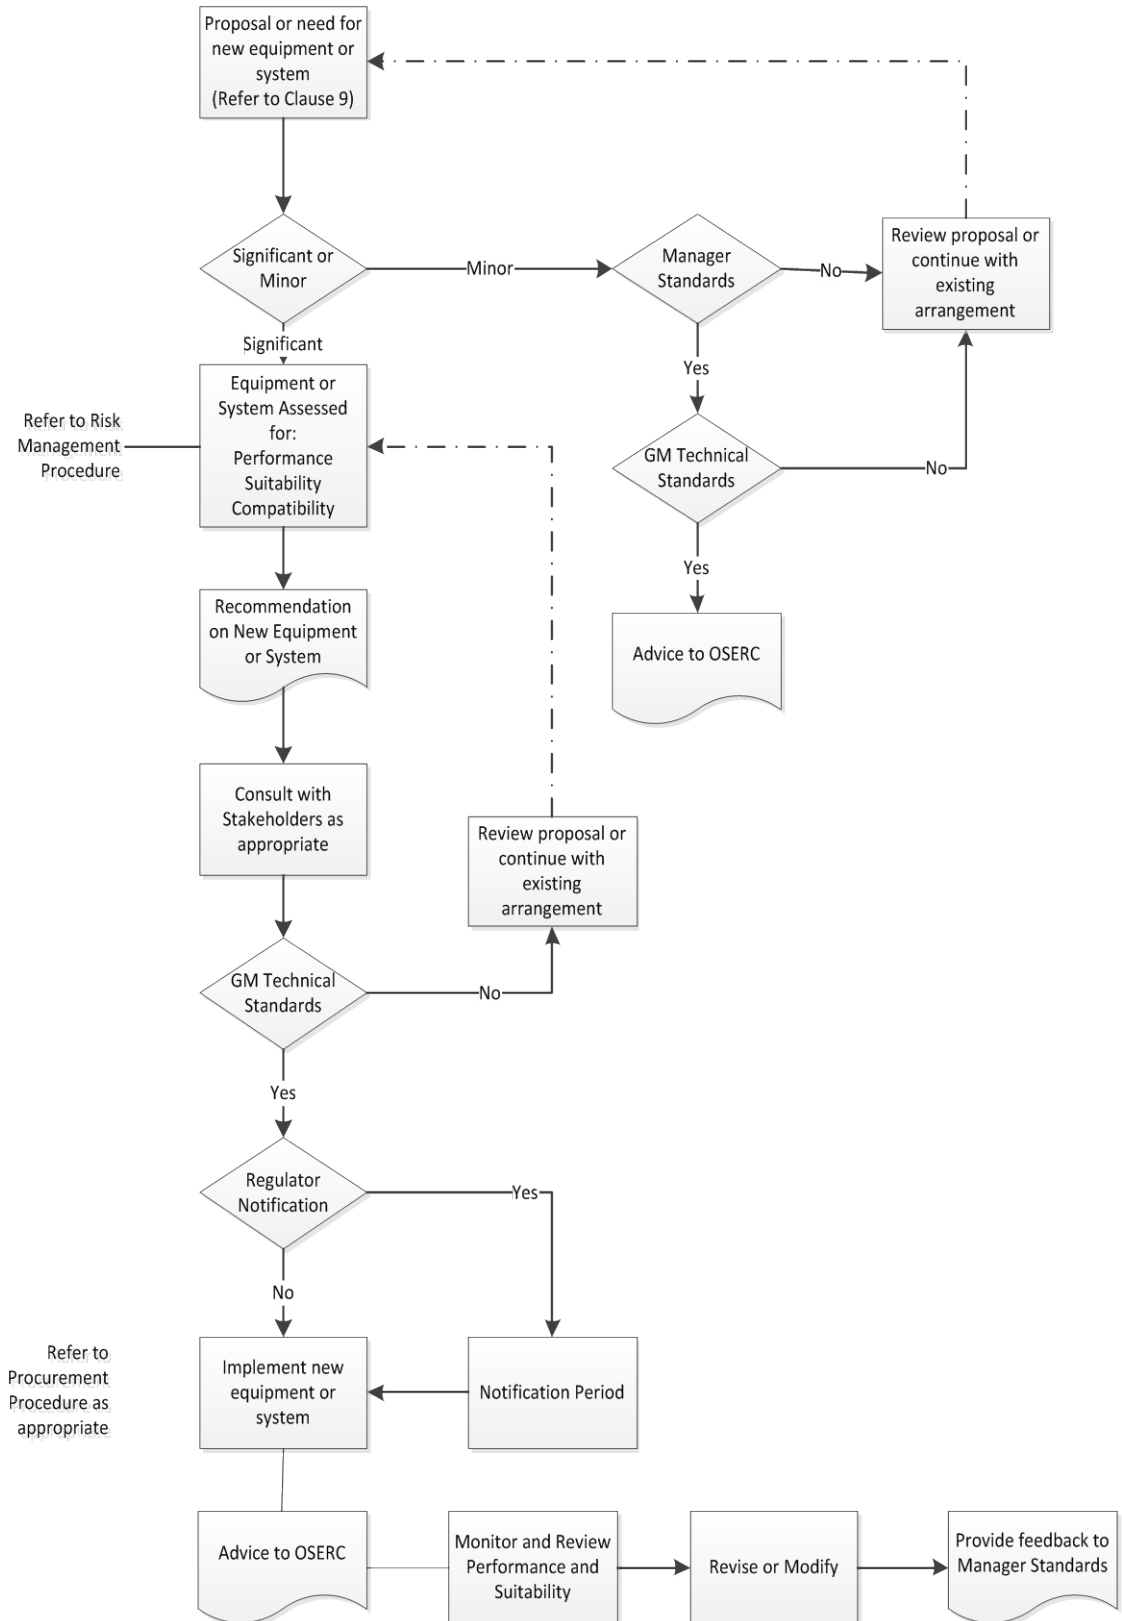 Proposal or need for
new equipment or
system
(Refer to Clause 9)
Significant or
Minor
Minor
Manager
Standards
No
Review proposal or
continue with
existing
arrangement
Significant
Yes
Refer to Risk
Management
Procedure
Equipment or
System Assessed
for:
Performance
Suitability
Compatibility
GM Technical
Standards
No
Yes
Recommendation
on New Equipment
or System
Advice to OSERC
Consult with
Stakeholders as
appropriate
Review proposal or
continue with
existing
arrangement
GM Technical
Standards
No
Yes
Regulator
Notification
Yes
No
Refer to
Procurement
Procedure as
appropriate
Implement new
equipment or
system
Notification Period
Advice to OSERC
Monitor and Review
Performance and
Suitability
Revise or Modify
Provide feedback to
Manager Standards